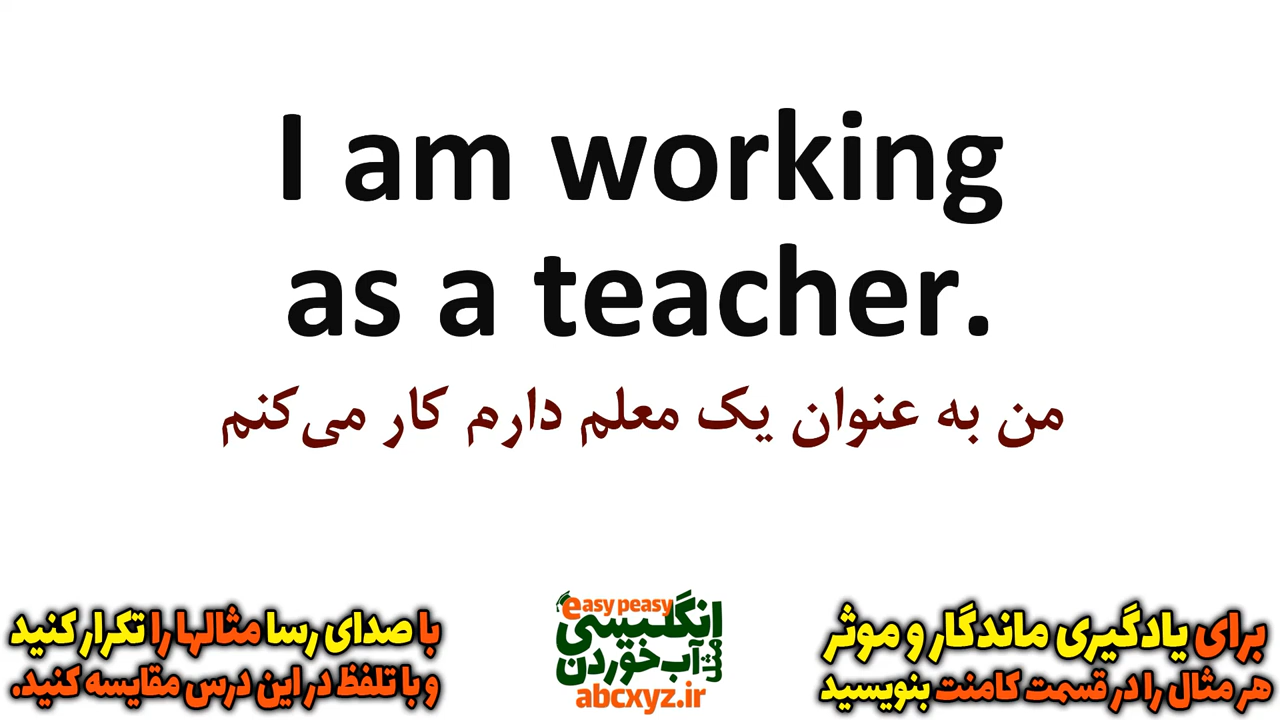 I am working
as a teacher.
من به عنوان یک معلم دارم کار می‌کنم
برای یادگیری ماندگار و موثر
هر مثال را در قسمت کامنت بنویسید
easy peasy
انگلیسی
مثل
آب خوردن
abcxyz.ir
با صدای رسا مثالها را تکرار کنید
و با تلفظ در این درس مقایسه کنید.